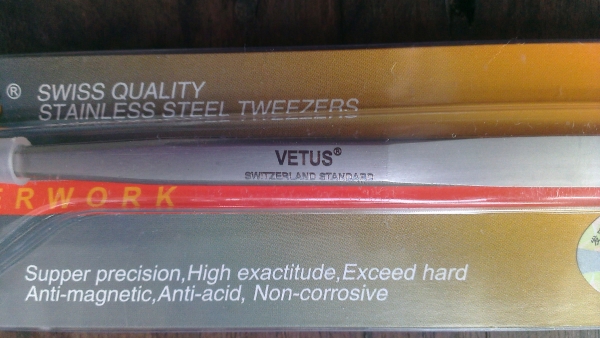 ® SWISS QUALITY
STAINLESS STEEL TWEEZERS
VETUS®
SWITZERLAND STANDARD
ERWORK
Supper precision,High exactitude,Exceed hard
Anti-magnetic,Anti-acid, Non-corrosive